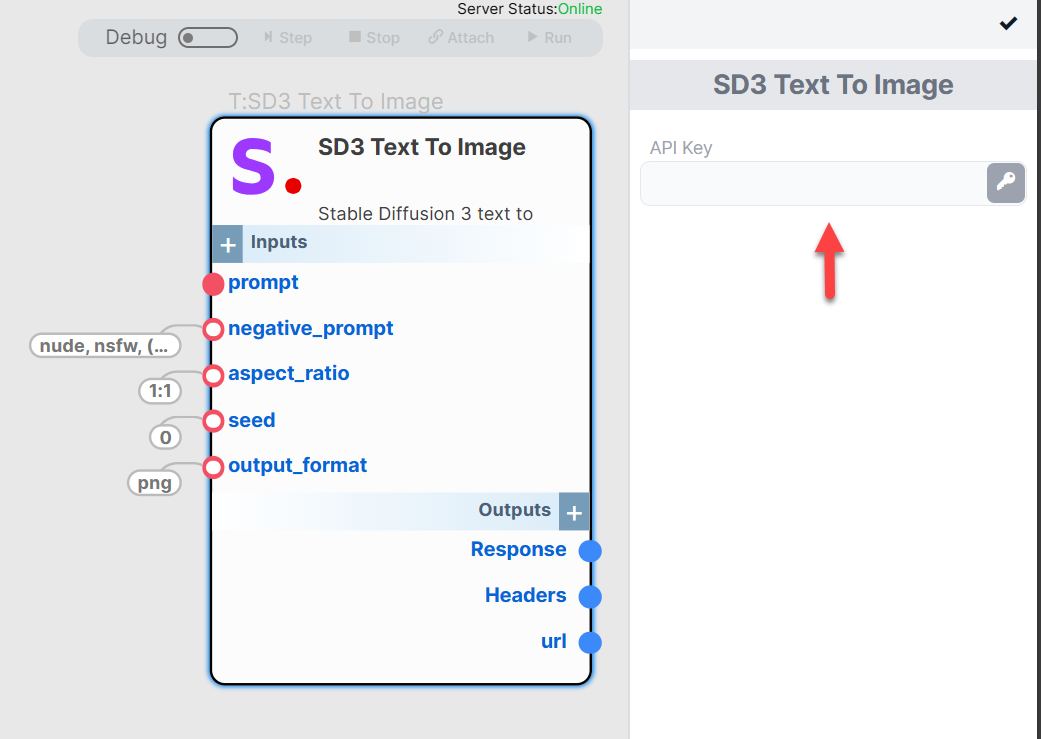 Server Status:Online
Debug
Step
Stop
Attach
Run
T:SD3 Text To Image
S.
SD3 Text To Image
Stable Diffusion 3 text to
+ Inputs
prompt
negative_prompt
nude, nsfw, (...
aspect_ratio
1:1
seed
0
output_format
png
Outputs +
Response
Headers
url
SD3 Text To Image
API Key